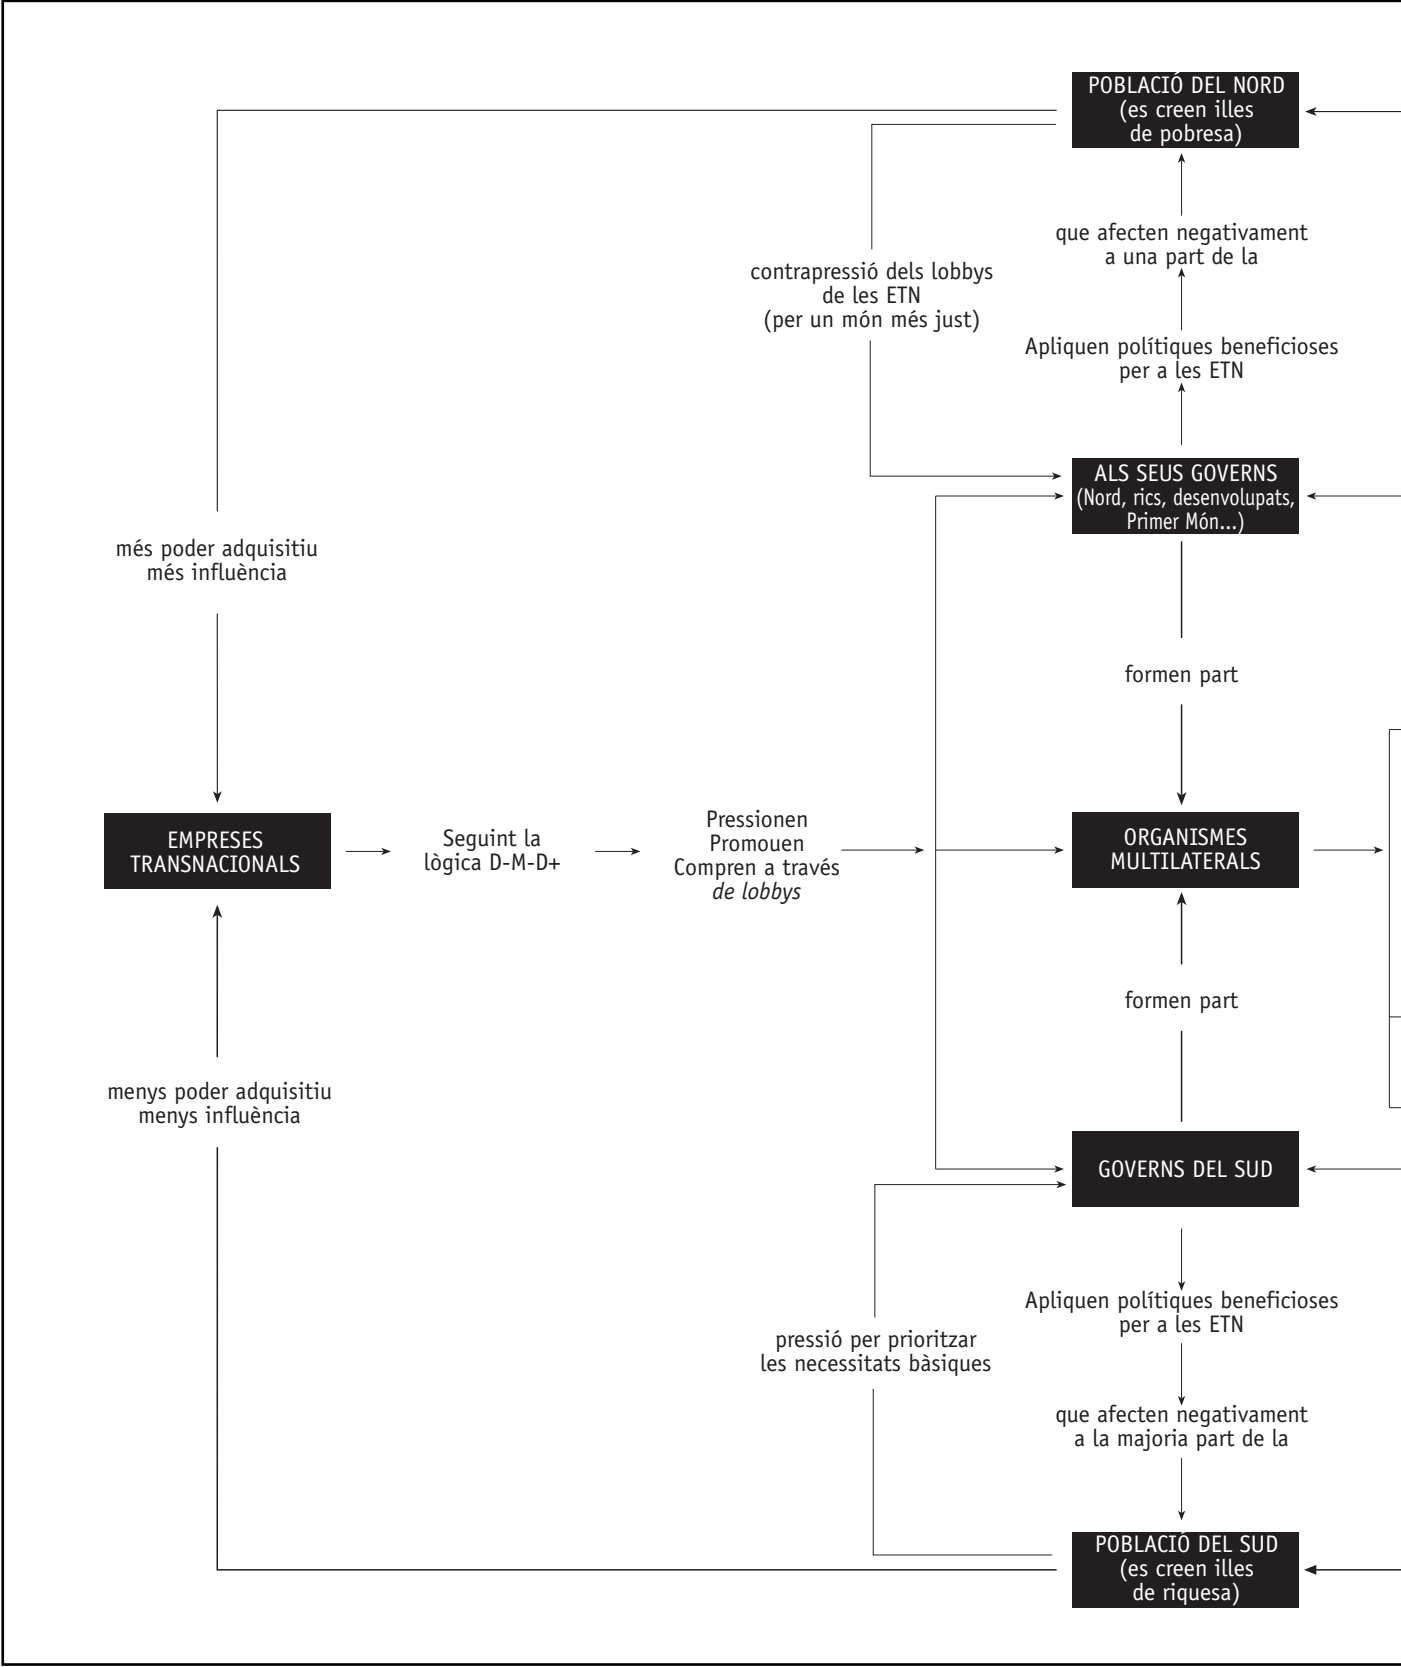 POBLACIÓ DEL NORD
(es creen illes
de pobresa)
que afecten negativament
a una part de la
contrapressió dels lobbys
de les ETN
(per un món més just)
Apliquen polítiques beneficioses
per a les ETN
ALS SEUS GOVERNS
(Nord, rics, desenvolupats,
Primer Món...)
més poder adquisitiu
més influència
formen part
EMPRESES
TRANSNACIONALS
Seguint la
lògica D-M-D+
Pressionen
Promouen
Compren a través
de lobbys
ORGANISMES
MULTILATERALS
formen part
menys poder adquisitiu
menys influència
GOVERNS DEL SUD
Apliquen polítiques beneficioses
per a les ETN
pressió per prioritzar
les necessitats bàsiques
que afecten negativament
a la majoria part de la
POBLACIÓ DEL SUD
(es creen illes
de riquesa)